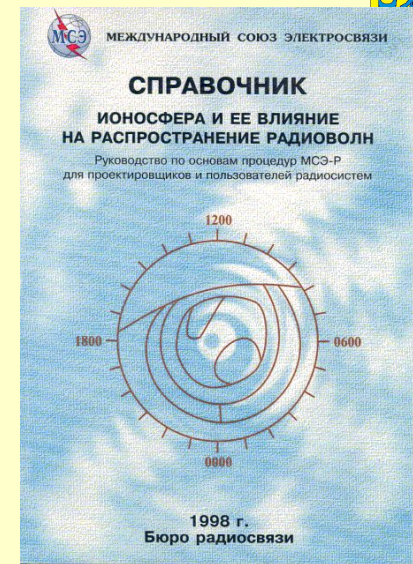 МСЭ
МЕЖДУНАРОДНЫЙ СОЮЗ ЭЛЕКТРОСВЯЗИ
СПРАВОЧНИК
ИОНОСФЕРА И ЕЕ ВЛИЯНИЕ
НА РАСПРОСТРАНЕНИЕ РАДИОВОЛН
Руководство по основам процедур МСЭ-Р
для проектировщиков и пользователей радиосистем
1200
1800
0600
0000
1998 г.
Бюро радиосвязи